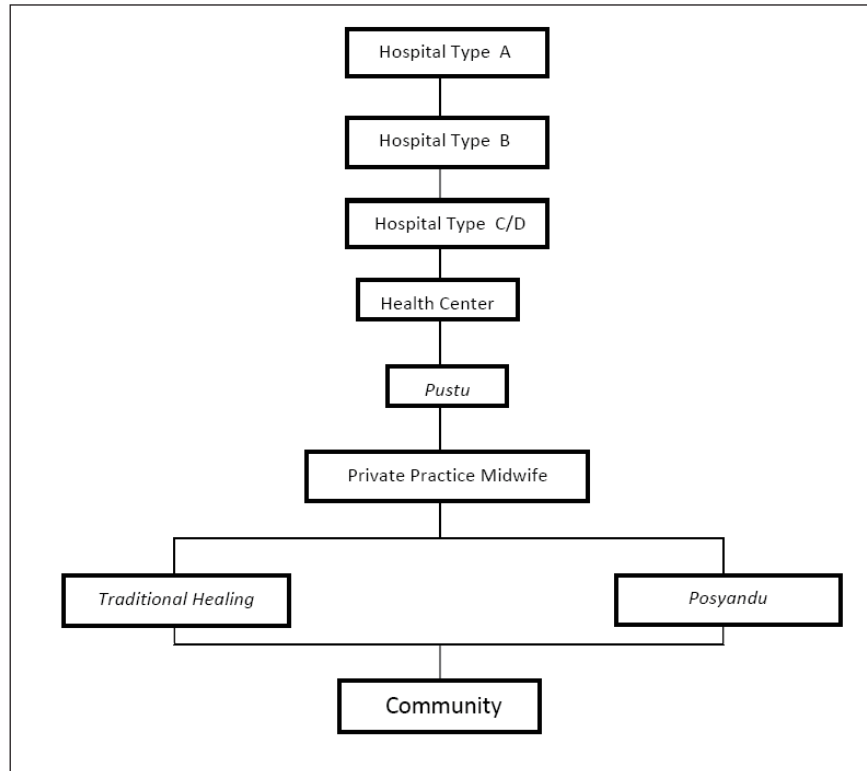 Hospital Type A
Hospital Type B
Hospital Type C/D
Health Center
Pustu
Private Practice Midwife
Traditional Healing
Posyandu
Community